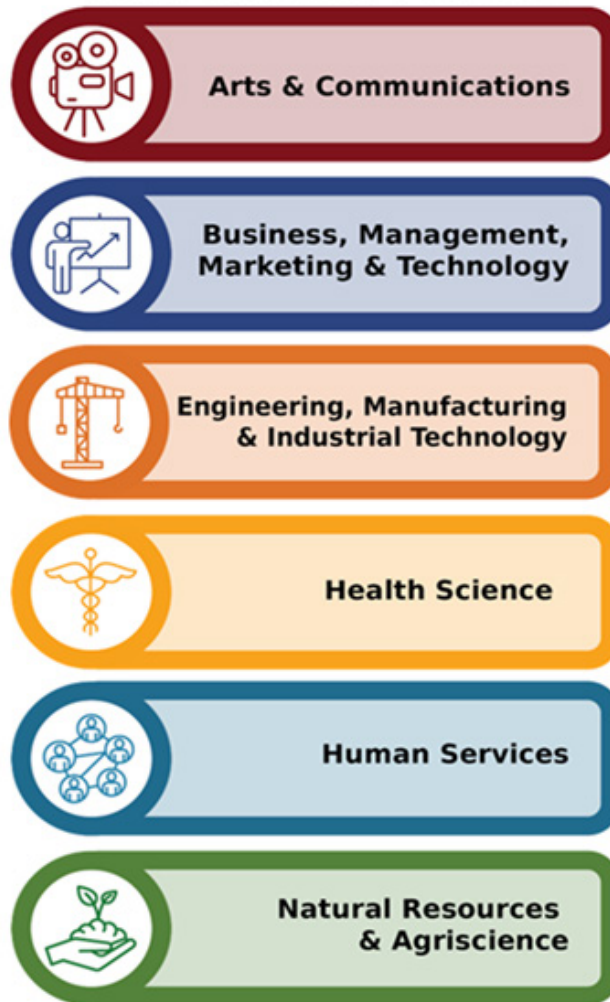 Arts & Communications
Business, Management,
Marketing & Technology
Engineering, Manufacturing
& Industrial Technology
Health Science
Human Services
Natural Resources
& Agriscience